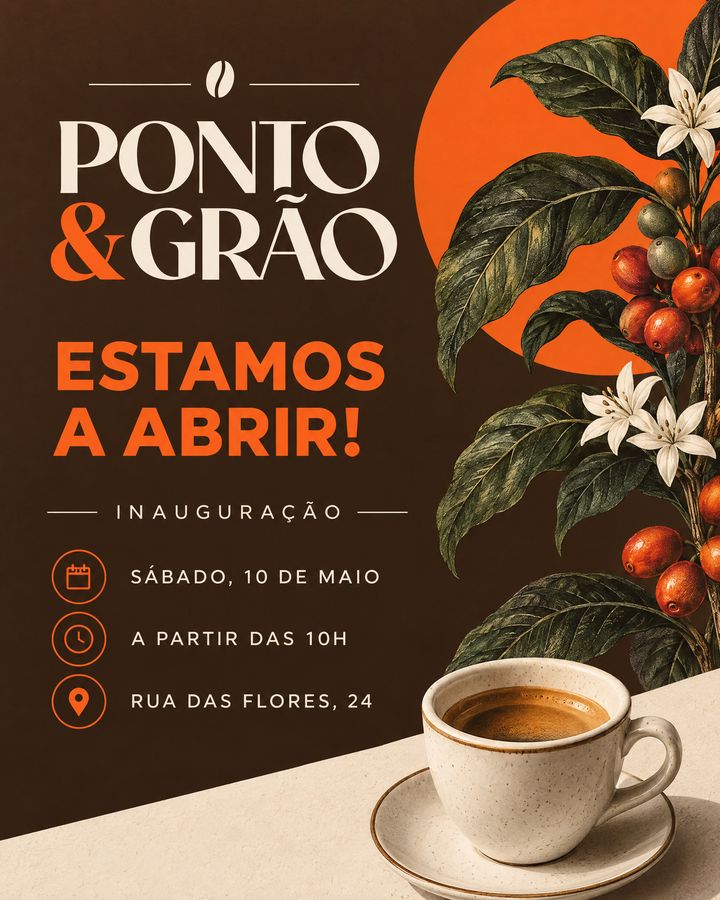 PONTO
&GRÃO
ESTAMOS
A ABRIR!
INAUGURAÇÃO
SÁBADO, 10 DE MAIO
A PARTIR DAS 10H
RUA DAS FLORES, 24